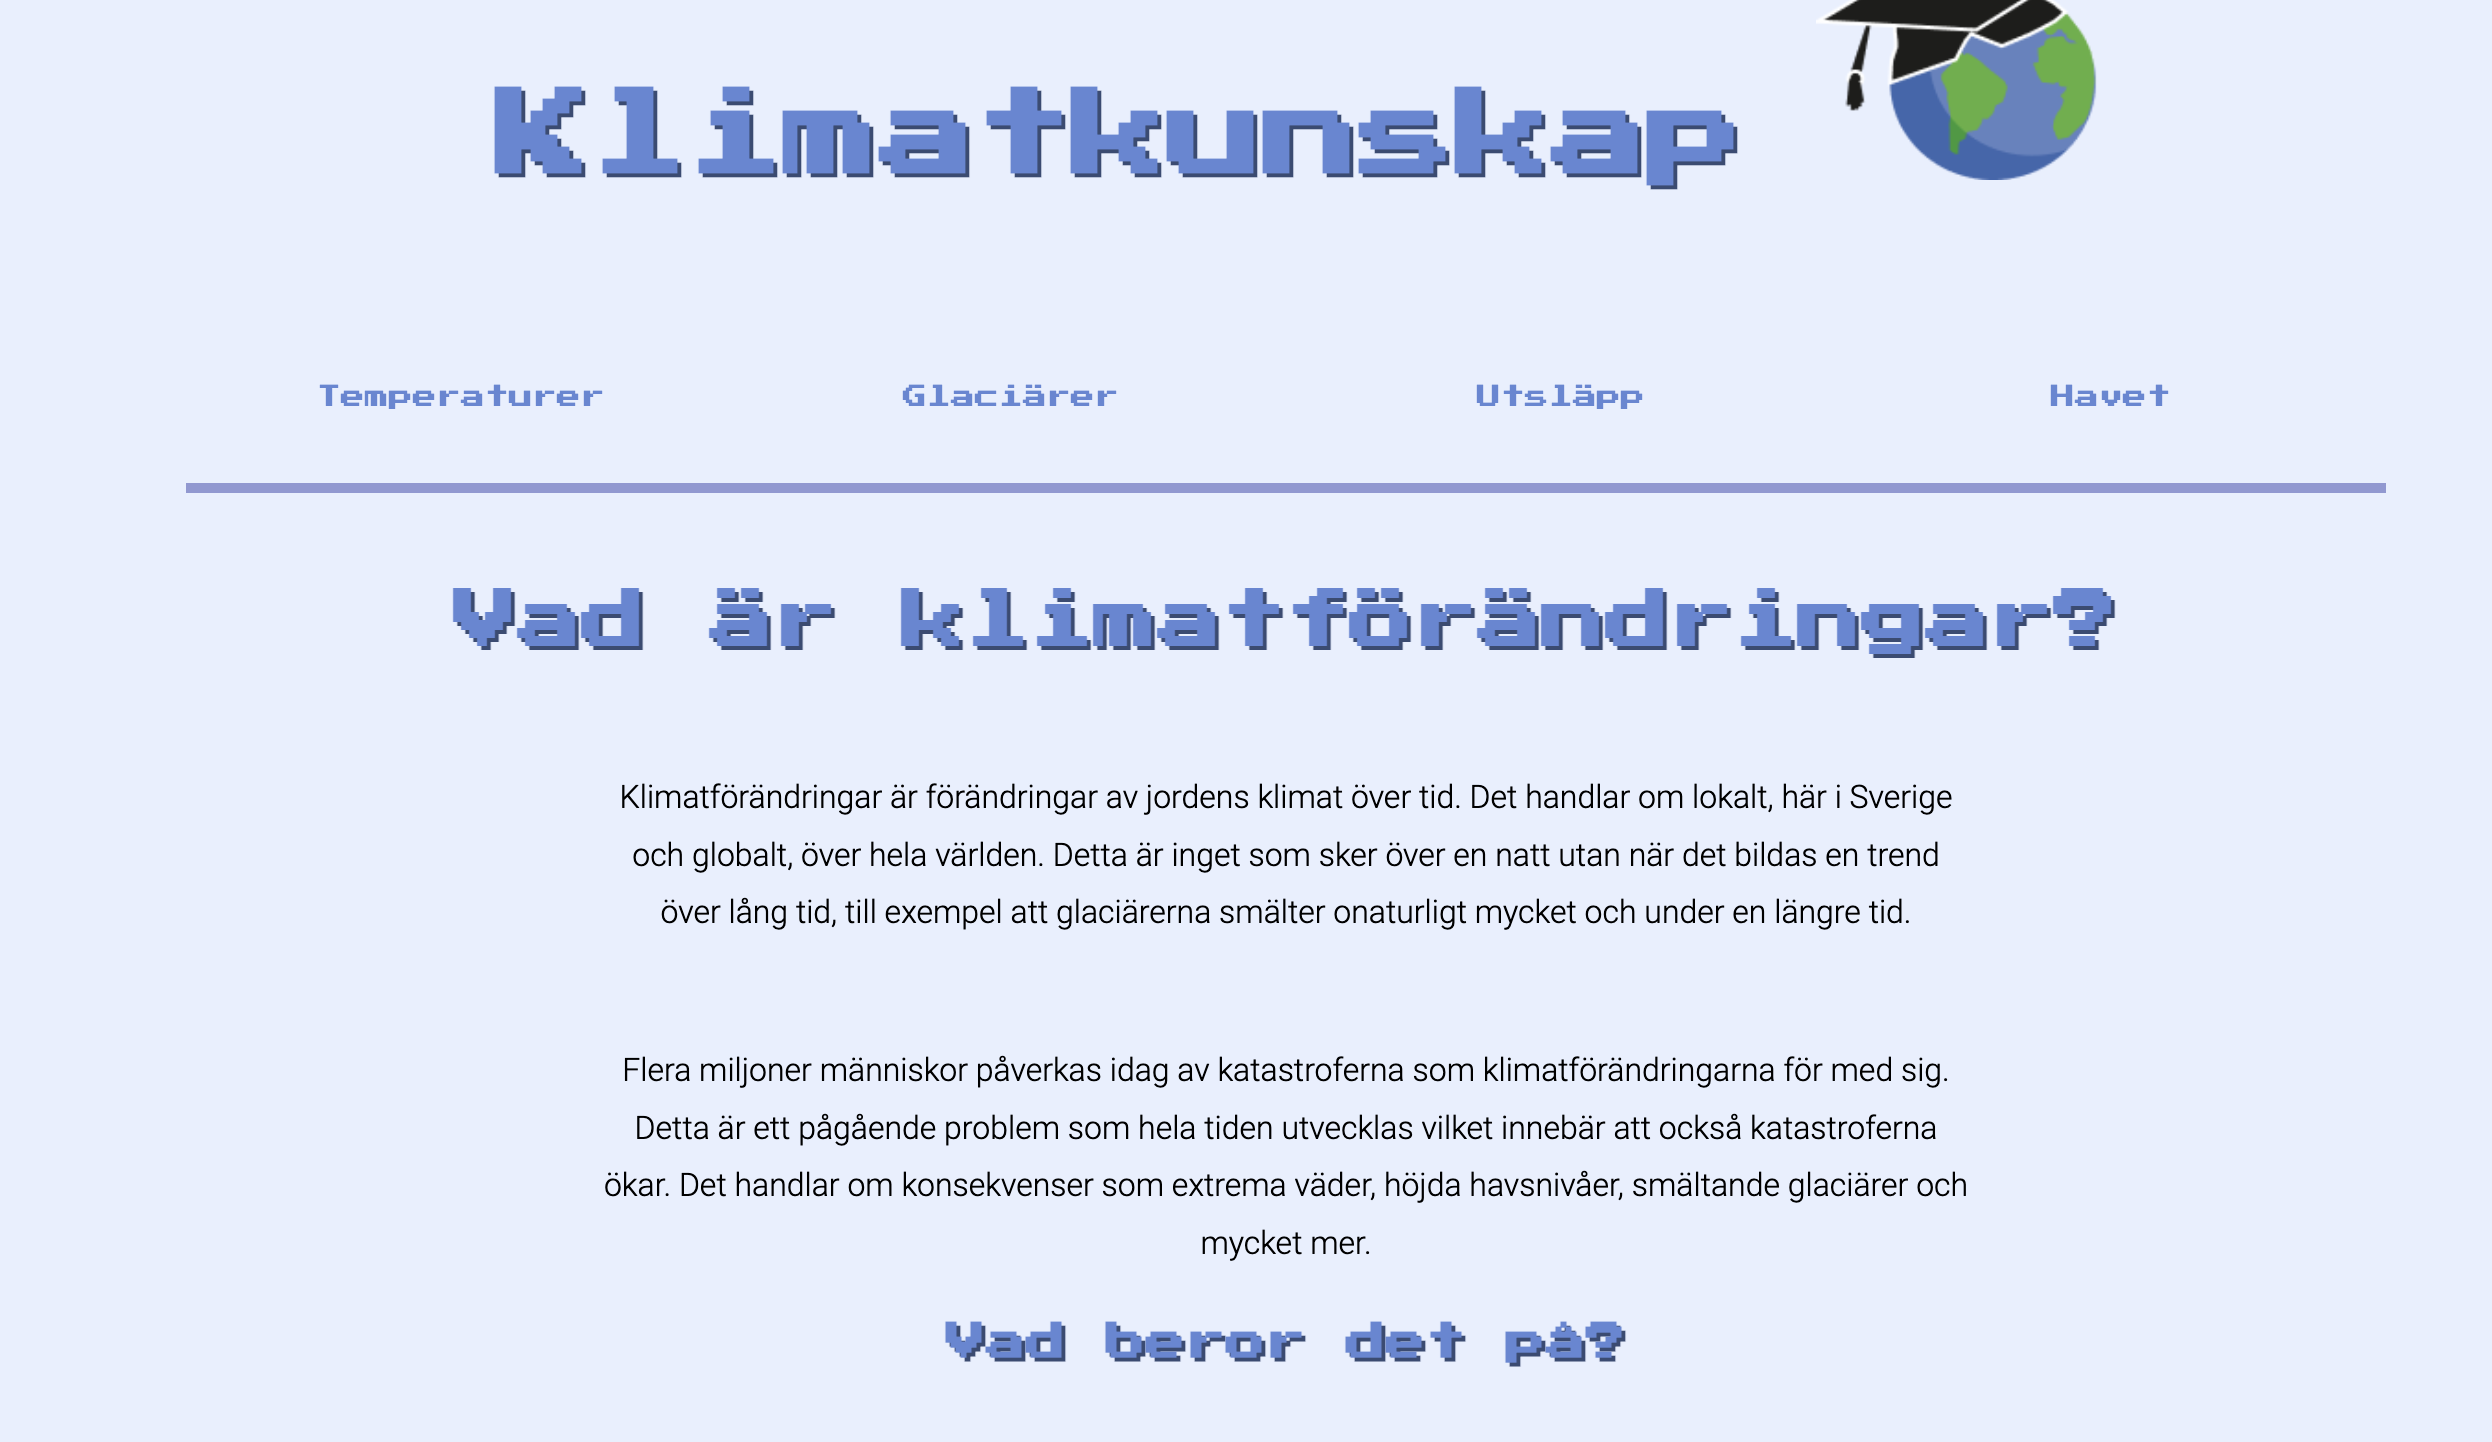 Klimatkunskap
Temperaturer Glaciärer Utsläpp Havet
Vad är klimatförändringar?
Klimatförändringar är förändringar av jordens klimat över tid. Det handlar om lokalt, här i Sverige
och globalt, över hela världen. Detta är inget som sker över en natt utan när det bildas en trend
över lång tid, till exempel att glaciärerna smälter onaturligt mycket och under en längre tid.
Flera miljoner människor påverkas idag av katastroferna som klimatförändringarna för med sig.
Detta är ett pågående problem som hela tiden utvecklas vilket innebär att också katastroferna
ökar. Det handlar om konsekvenser som extrema väder, höjda havsnivåer, smältande glaciärer och
mycket mer.
Vad beror det på?